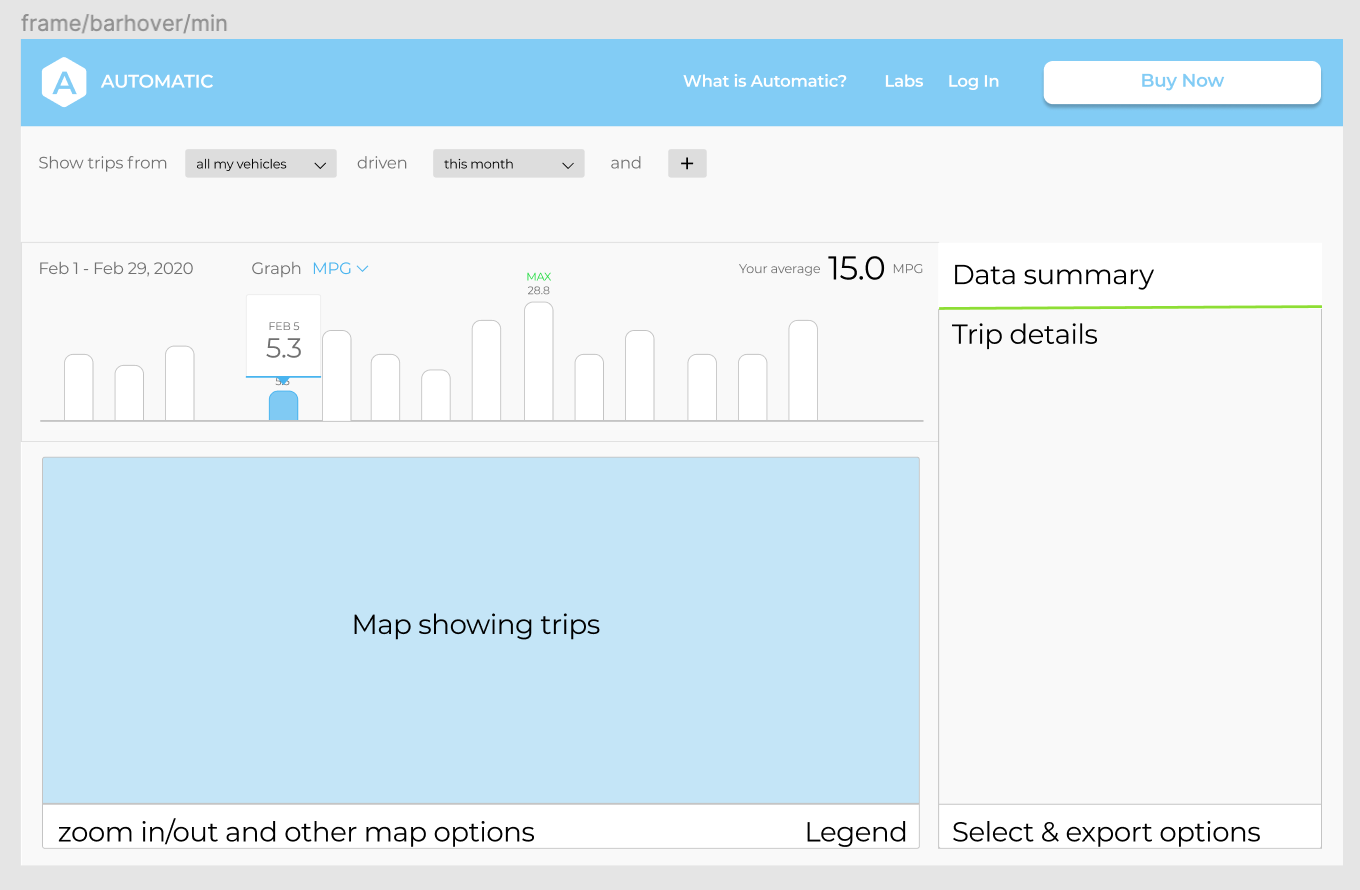 frame/barhover/min
A AUTOMATIC What is Automatic? Labs Log In Buy Now
Show trips from all my vehicles driven this month and +
Feb 1 - Feb 29, 2020 Graph MPG Your average 15.0 MPG
MAX
28.8
FEB 5
5.3
Data summary
Trip details
Map showing trips
zoom in/out and other map options Legend
Select & export options